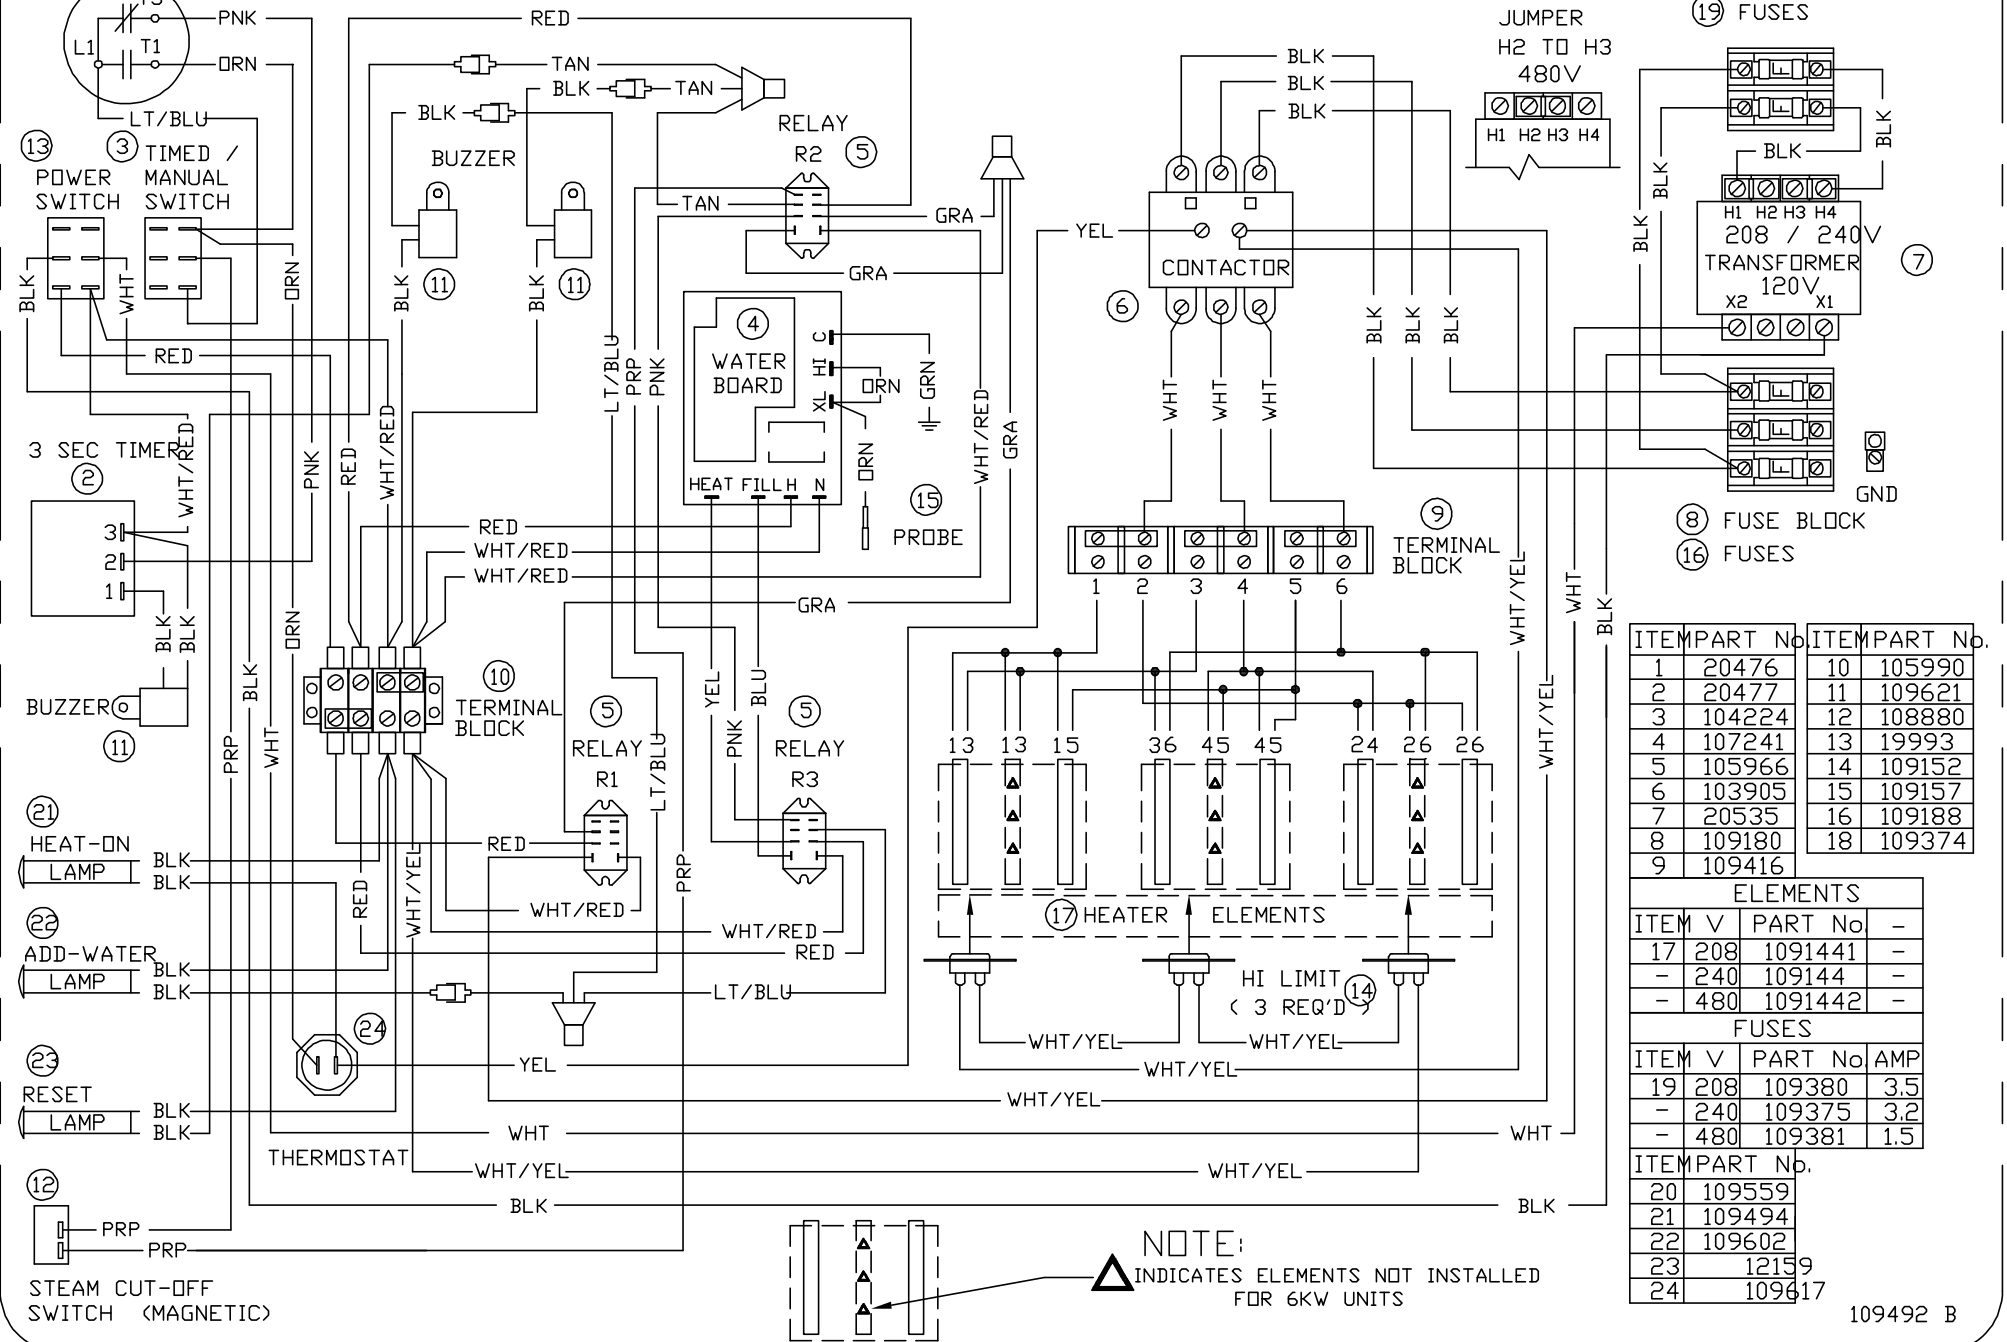 T3
PNK
L1
T1
ORN
LT/BLU
13
POWER
SWITCH
3
TIMED /
MANUAL
SWITCH
RED
TAN
BLK
TAN
BLK
BUZZER
11
11
RELAY
R2
5
TAN
GRA
GRA
BLK
BLK
BLK
YEL
CONTACTOR
6
JUMPER
H2 TO H3
480V
H1 H2 H3 H4
19 FUSES
BLK
BLK
BLK
BLK
H1 H2 H3 H4
208 / 240V
TRANSFORMER
120V
X2 X1
7
BLK
WHT
ORN
BLK
BLK
RED
4
WATER
BOARD
C
HI
XL
ORN
GRN
HEAT FILL H N
ORN
15
PROBE
LT/BLU
PRP
PNK
WHT/RED
GRA
BLK
BLK
BLK
WHT
WHT
WHT
3 SEC TIMER
2
WHT/RED
PNK
RED
WHT/RED
3
2
1
BLK
BLK
ORN
BUZZER
11
RED
WHT/RED
WHT/RED
GRA
9
TERMINAL
BLOCK
1 2 3 4 5 6
GND
8 FUSE BLOCK
16 FUSES
WHT
BLK
WHT/YEL
WHT/YEL
10
TERMINAL
BLOCK
BLK
WHT
PRP
5
RELAY
R1
LT/BLU
YEL
PNK
BLU
5
RELAY
R3
13 13 15 36 45 45 24 26 26
21
HEAT-ON
LAMP
BLK
BLK
RED
RED
WHT/YEL
WHT/RED
PRP
WHT/RED
RED
22
ADD-WATER
LAMP
BLK
BLK
LT/BLU
17 HEATER ELEMENTS
HI LIMIT
( 3 REQ'D )
14
WHT/YEL
WHT/YEL
WHT/YEL
24
YEL
23
RESET
LAMP
BLK
BLK
WHT/YEL
THERMOSTAT
WHT
WHT
WHT/YEL
WHT/YEL
BLK
BLK
12
PRP
PRP
STEAM CUT-OFF
SWITCH (MAGNETIC)
NOTE:
INDICATES ELEMENTS NOT INSTALLED
FOR 6KW UNITS
ITEM PART No. ITEM PART No.
1 20476 10 105990
2 20477 11 109621
3 104224 12 108880
4 107241 13 19993
5 105966 14 109152
6 103905 15 109157
7 20535 16 109188
8 109180 18 109374
9 109416
ELEMENTS
ITEM V PART No. -
17 208 1091441 -
- 240 109144 -
- 480 1091442 -
FUSES
ITEM V PART No. AMP
19 208 109380 3.5
- 240 109375 3.2
- 480 109381 1.5
ITEM PART No.
20 109559
21 109494
22 109602
23 12159
24 109617
109492 B